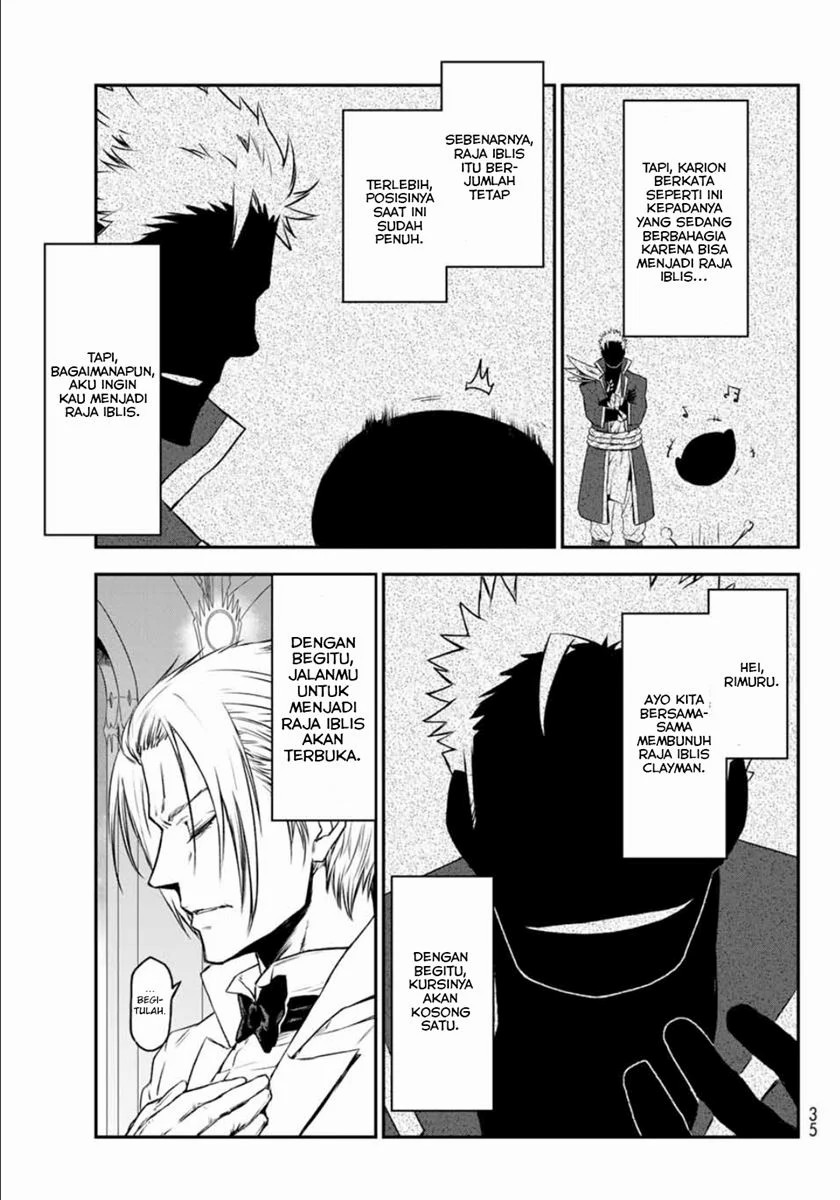 TAPI, KARION
BERKATA
SEPERTI INI
KEPADANYA
YANG SEDANG
BERBAHAGIA
KARENA BISA
MENJADI RAJA
IBLIS...
SEBENARNYA,
RAJA IBLIS
ITU BER-
JUMLAH
TETAP
TERLEBIH,
POSISINYA
SAAT INI
SUDAH
PENUH.
TAPI,
BAGAIMANAPUN,
AKU INGIN
KAU MENJADI
RAJA IBLIS.
HEI,
RIMURU.
AYO KITA
BERSAMA-
SAMA
MEMBUNUH
RAJA IBLIS
CLAYMAN.
DENGAN
BEGITU,
KURSINYA
AKAN
KOSONG
SATU.
DENGAN
BEGITU,
JALANMU
UNTUK
MENJADI
RAJA IBLIS
AKAN
TERBUKA.
...
BEGI-
TULAH.
35